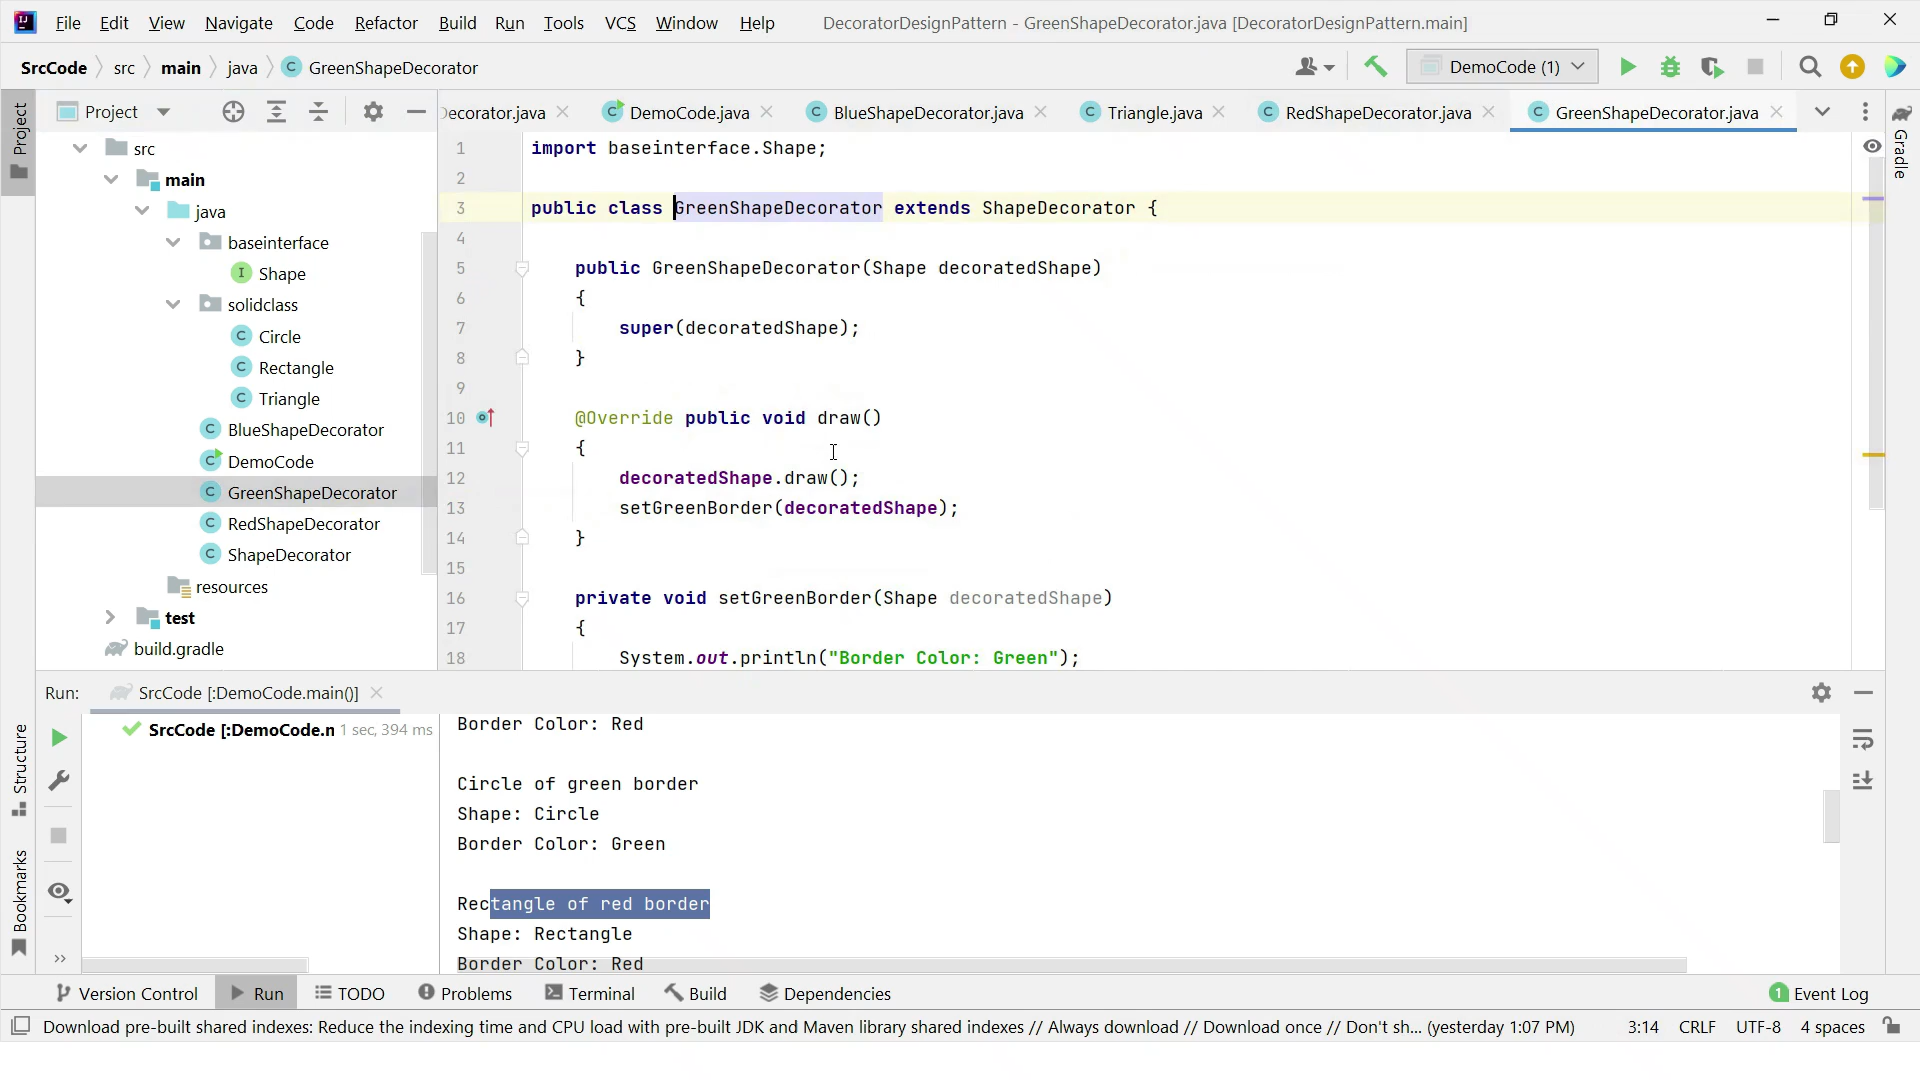 File Edit View Navigate Code Refactor Build Run Tools VCS Window Help DecoratorDesignPattern - GreenShapeDecorator.java [DecoratorDesignPattern.main]
SrcCode src main java C GreenShapeDecorator DemoCode (1)
Project
Decorator.java C DemoCode.java C BlueShapeDecorator.java C Triangle.java C RedShapeDecorator.java C GreenShapeDecorator.java
Project
Gradle
src
main
java
baseinterface
I Shape
solidclass
C Circle
C Rectangle
C Triangle
C BlueShapeDecorator
C DemoCode
C GreenShapeDecorator
C RedShapeDecorator
C ShapeDecorator
resources
test
build.gradle
1 import baseinterface.Shape;
2
3 public class GreenShapeDecorator extends ShapeDecorator {
4
5 public GreenShapeDecorator(Shape decoratedShape)
6 {
7 super(decoratedShape);
8 }
9
10 @Override public void draw()
11 {
12 decoratedShape.draw();
13 setGreenBorder(decoratedShape);
14 }
15
16 private void setGreenBorder(Shape decoratedShape)
17 {
18 System.out.println("Border Color: Green");
Run: SrcCode [:DemoCode.main()]
SrcCode [:DemoCode.n 1 sec, 394 ms
Structure
Bookmarks
Border Color: Red
Circle of green border
Shape: Circle
Border Color: Green
Rectangle of red border
Shape: Rectangle
Border Color: Red
Version Control Run TODO Problems Terminal Build Dependencies 1 Event Log
Download pre-built shared indexes: Reduce the indexing time and CPU load with pre-built JDK and Maven library shared indexes // Always download // Download once // Don't sh... (yesterday 1:07 PM) 3:14 CRLF UTF-8 4 spaces